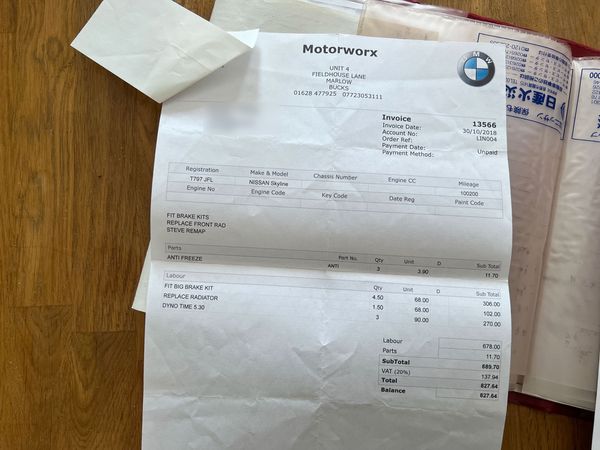 Motorworx
BMW
UNIT 4
FIELDHOUSE LANE
MARLOW
BUCKS
01628 477925 07723053111
Invoice 13566
Invoice Date: 30/10/2018
Account No: LIN004
Order Ref:
Payment Date: Unpaid
Payment Method:
Registration Make & Model Chassis Number Engine CC Mileage
T797 JFL NISSAN Skyline 100200
Engine No Engine Code Key Code Date Reg Paint Code
FIT BRAKE KITS
REPLACE FRONT RAD
STEVE REMAP
Parts Part No. Qty Unit D Sub Total
ANTI FREEZE ANTI 3 3.90 11.70
Labour Qty Unit D Sub Total
FIT BIG BRAKE KIT 4.50 68.00 306.00
REPLACE RADIATOR 1.50 68.00 102.00
DYNO TIME 5.30 3 90.00 270.00
Labour 678.00
Parts 11.70
SubTotal 689.70
VAT (20%) 137.94
Total 827.64
Balance 827.64
日産火災